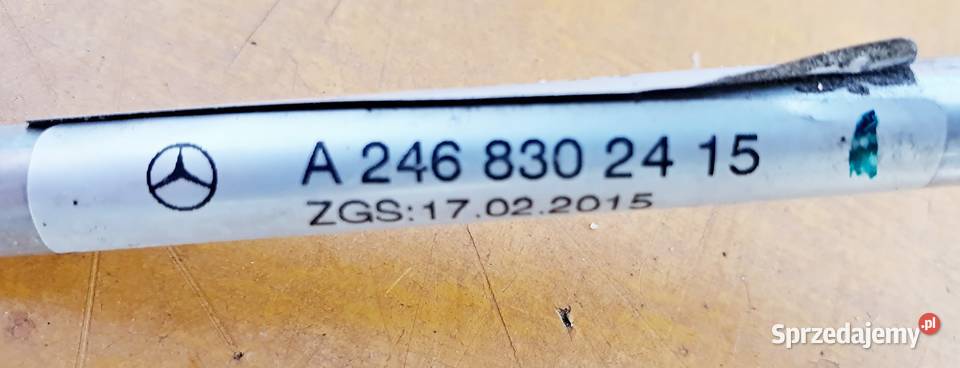 A 246 830 24 15
ZGS:17.02.2015
Sprzedajemy.pl